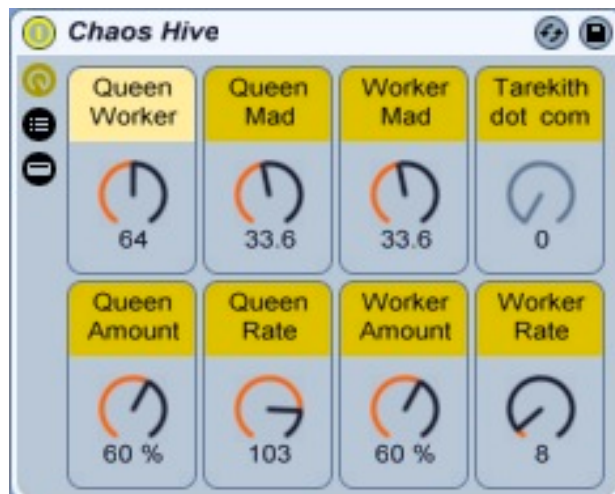 Chaos Hive
Queen Queen Worker Tarekith
Worker Mad Mad dot com
64 33.6 33.6 0
Queen Queen Worker Worker
Amount Rate Amount Rate
60 % 103 60 % 8